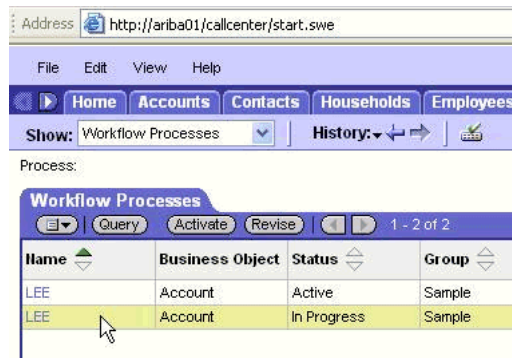 Address http://ariba01/callcenter/start.swe
File Edit View Help
Home Accounts Contacts Households Employees
Show: Workflow Processes History:
Process:
Workflow Processes
Query Activate Revise 1 - 2 of 2
Name Business Object Status Group
LEE Account Active Sample
LEE Account In Progress Sample